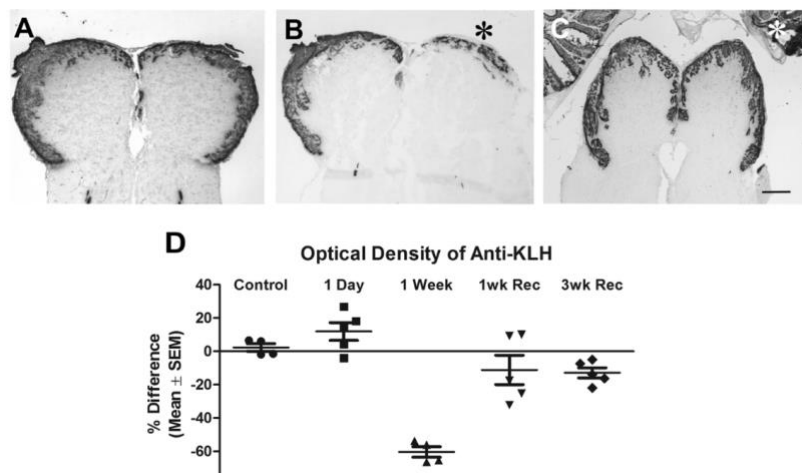 A B * C *
D
Optical Density of Anti-KLH
Control 1 Day 1 Week 1wk Rec 3wk Rec
% Difference
(Mean ± SEM)
40
20
0
-20
-40
-60